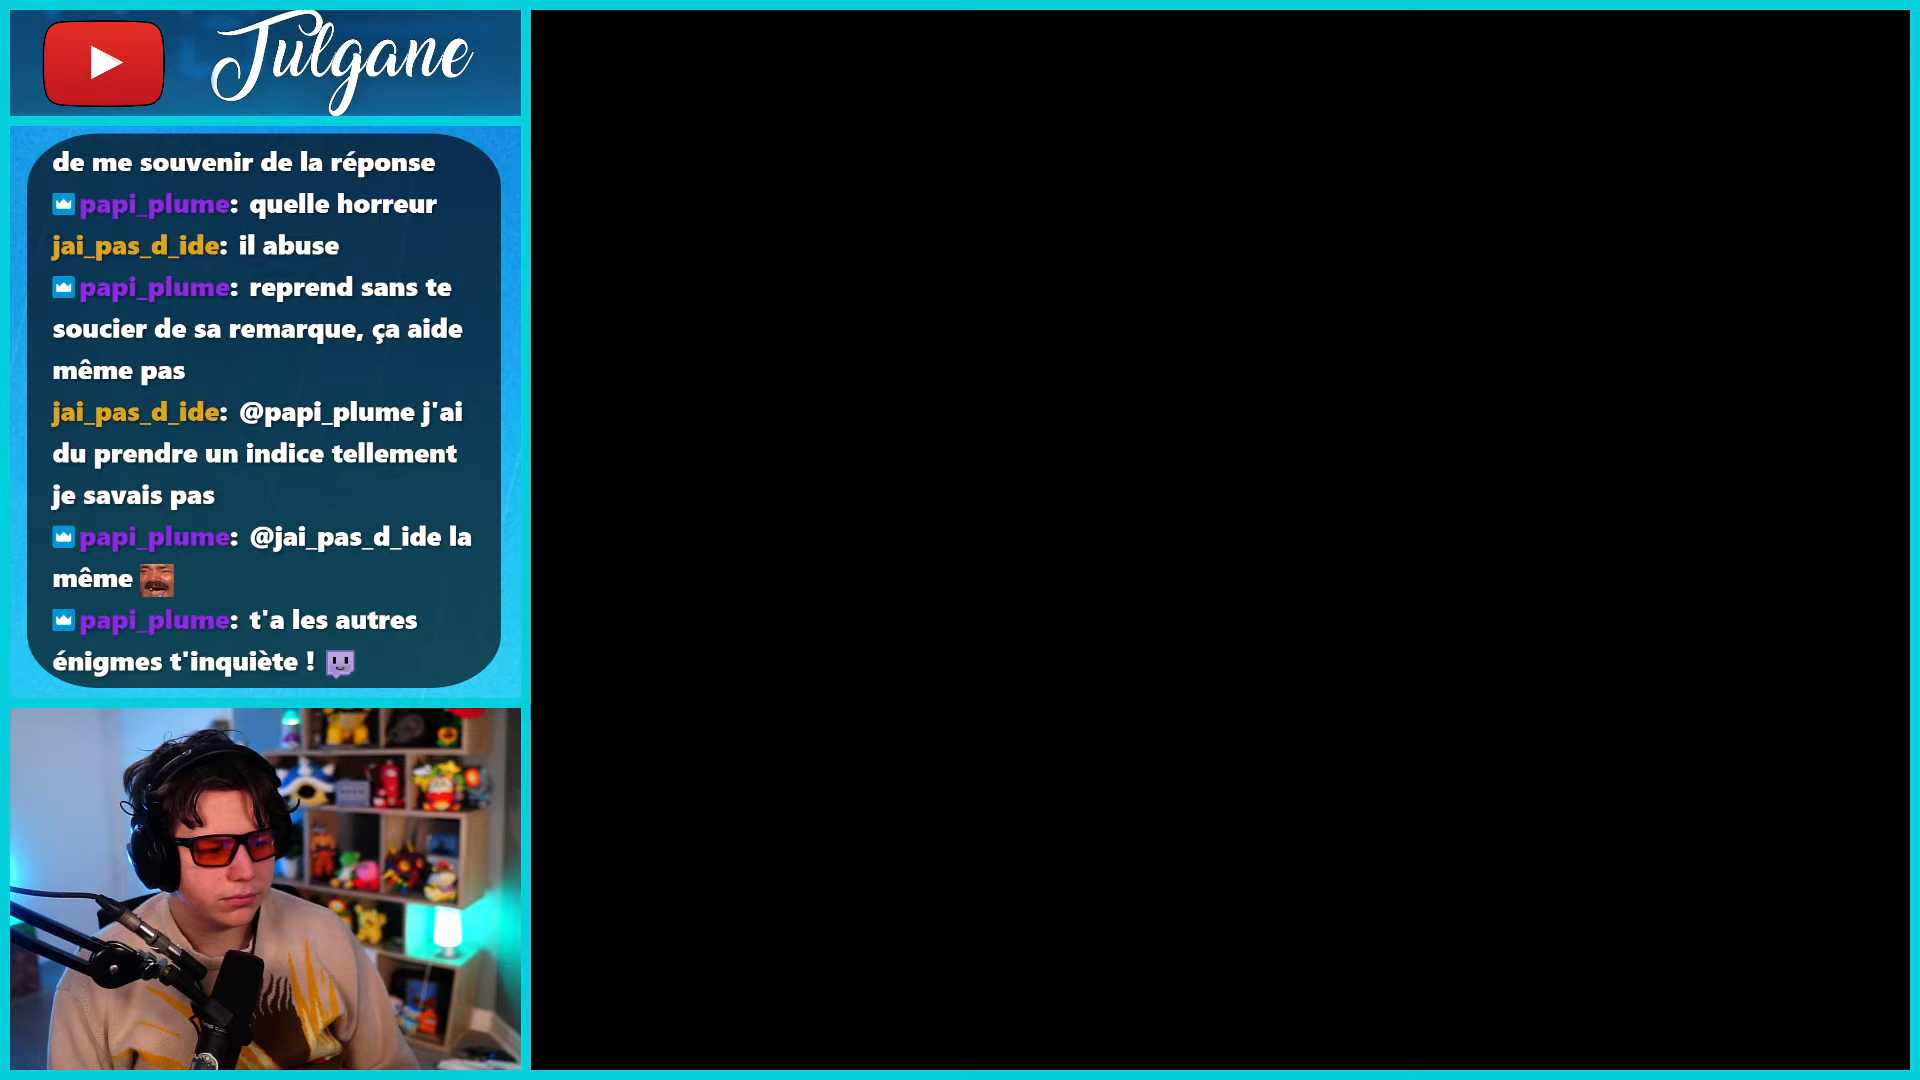 Julgane
de me souvenir de la réponse
papi_plume: quelle horreur
jai_pas_d_ide: il abuse
papi_plume: reprend sans te
soucier de sa remarque, ça aide
même pas
jai_pas_d_ide: @papi_plume j'ai
du prendre un indice tellement
je savais pas
papi_plume: @jai_pas_d_ide la
même
papi_plume: t'a les autres
énigmes t'inquiète !